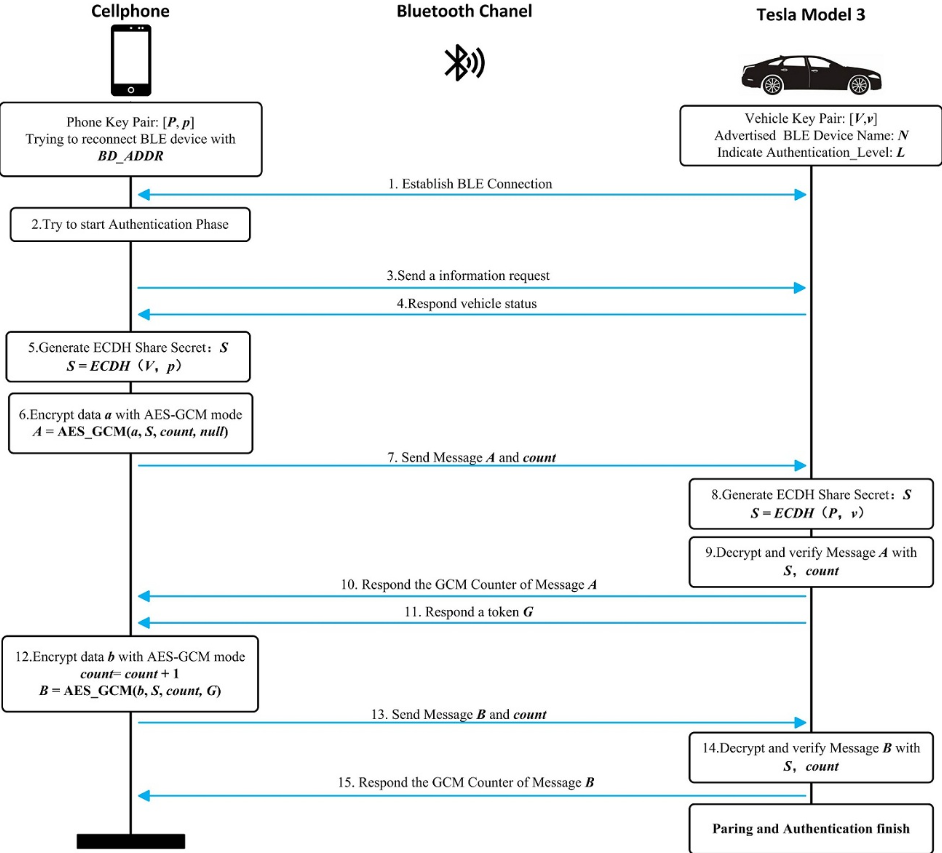 Cellphone
Bluetooth Chanel
Tesla Model 3
Phone Key Pair: [P, p]
Trying to reconnect BLE device with
BD_ADDR
Vehicle Key Pair: [V,v]
Advertised BLE Device Name: N
Indicate Authentication_Level: L
1. Establish BLE Connection
2.Try to start Authentication Phase
3.Send a information request
4.Respond vehicle status
5.Generate ECDH Share Secret：S
S = ECDH（V，p）
6.Encrypt data a with AES-GCM mode
A = AES_GCM(a, S, count, null)
7. Send Message A and count
8.Generate ECDH Share Secret：S
S = ECDH（P，v）
9.Decrypt and verify Message A with
S，count
10. Respond the GCM Counter of Message A
11. Respond a token G
12.Encrypt data b with AES-GCM mode
count= count + 1
B = AES_GCM(b, S, count, G)
13. Send Message B and count
14.Decrypt and verify Message B with
S，count
15. Respond the GCM Counter of Message B
Paring and Authentication finish